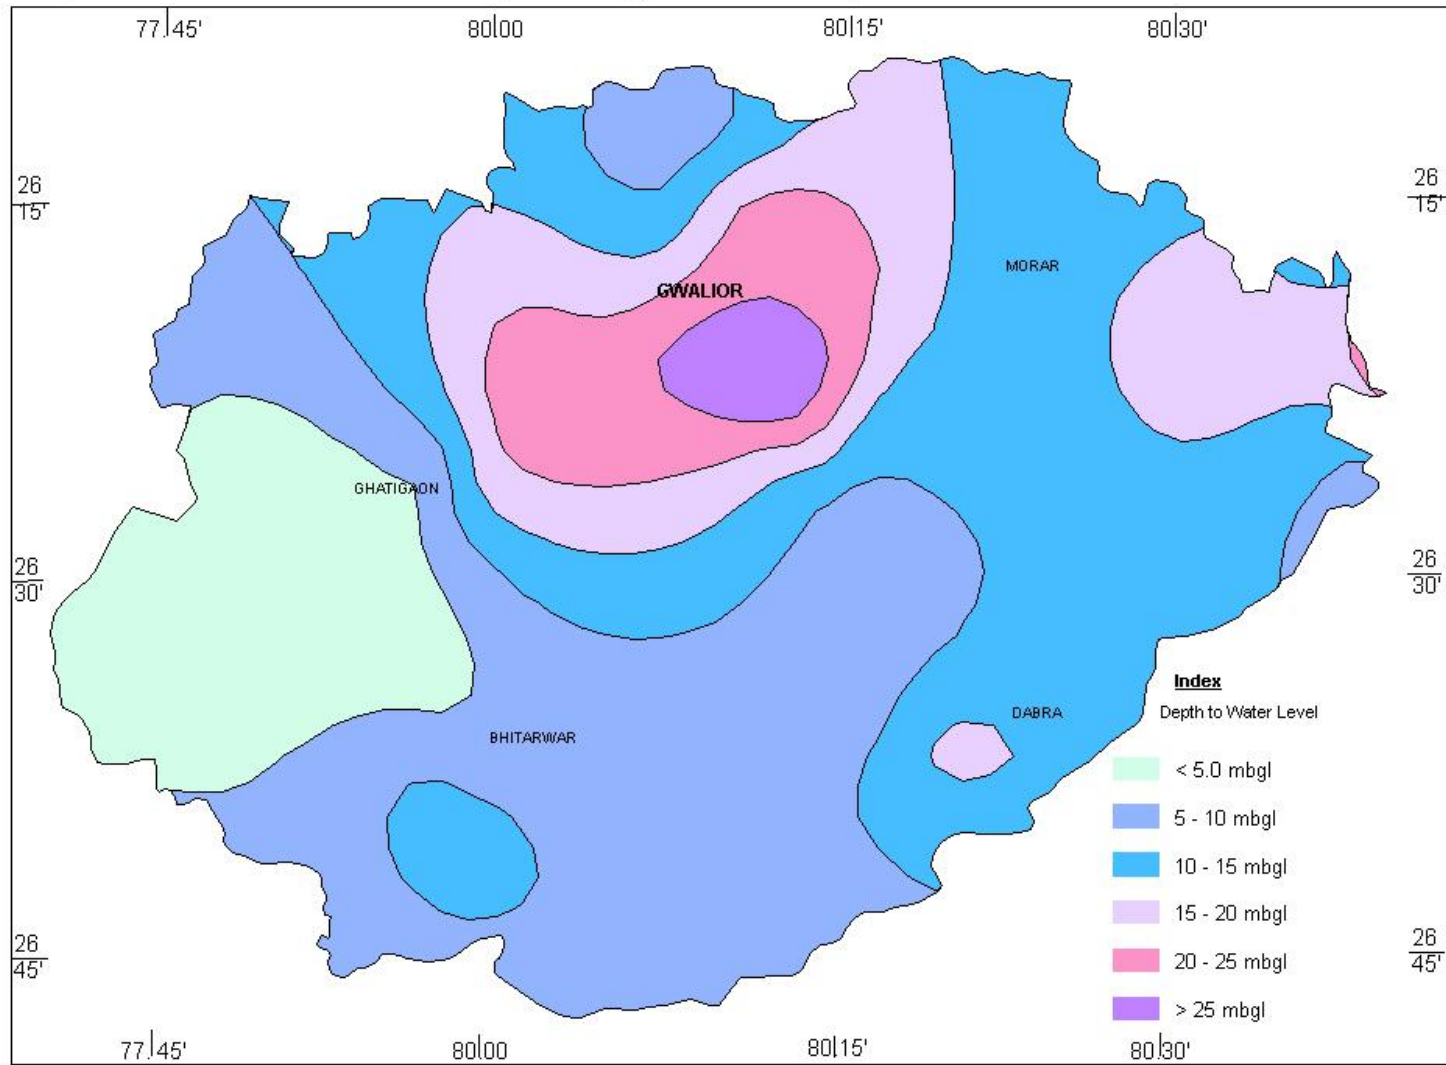 77 45' 80 00 80 15' 80 30'
26
15'
26
15'
MORAR
GWALIOR
GHATIGAON
26
30'
26
30'
Index
Depth to Water Level
DABRA
BHITARWAR
< 5.0 mbgl
5 - 10 mbgl
10 - 15 mbgl
15 - 20 mbgl
20 - 25 mbgl
> 25 mbgl
26
45'
26
45'
77 45' 80 00 80 15' 80 30'